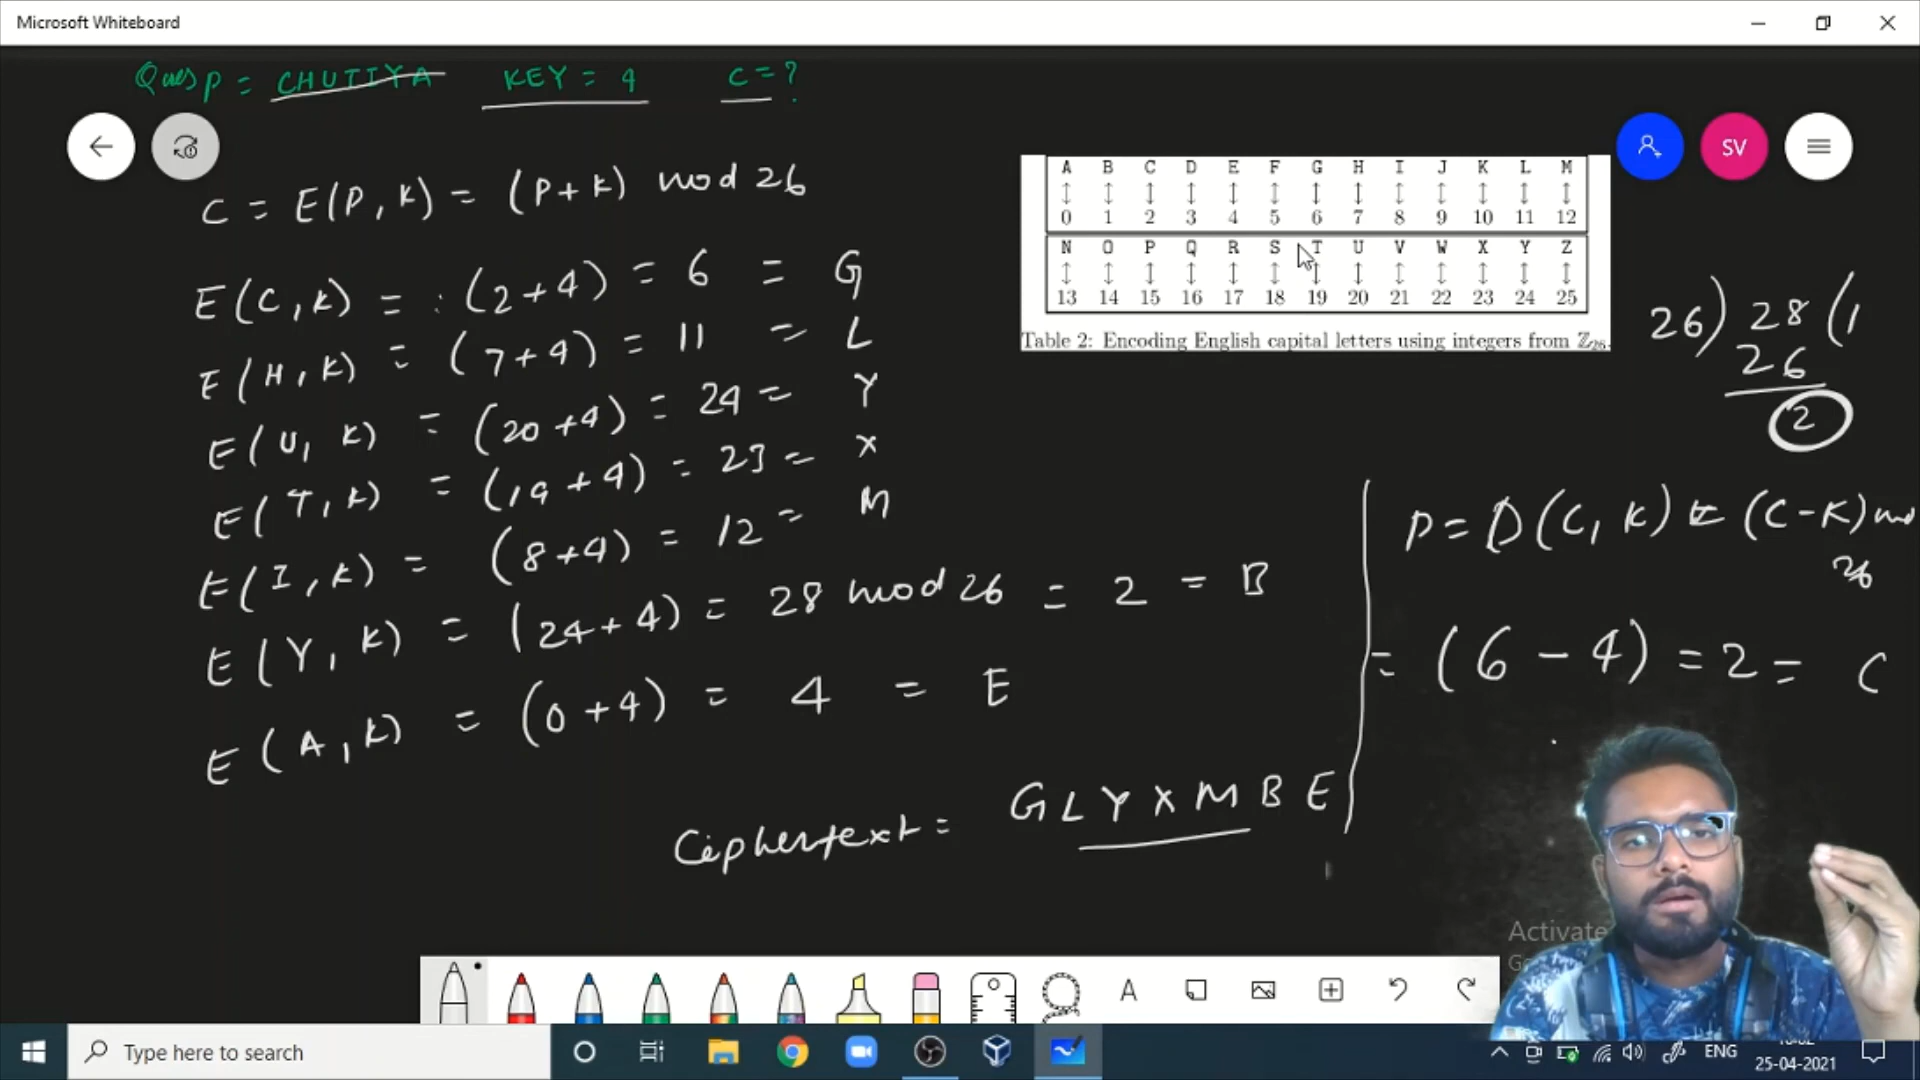 Microsoft Whiteboard
Ques P = CHUTIYA KEY = 4 C = ?
SV
C = E(P, K) = (P+K) mod 26
E(C, K) = (2+4) = 6 = G
E(H, K) = (7+4) = 11 = L
E(U, K) = (20+4) = 24 = Y
E(T, K) = (19+4) = 23 = X
E(I, K) = (8+4) = 12 = M
E(Y, K) = (24+4) = 28 mod 26 = 2 = B
E(A, K) = (0+4) = 4 = E
Ciphertext = GLYXMBE
A B C D E F G H I J K L M
↕ ↕ ↕ ↕ ↕ ↕ ↕ ↕ ↕ ↕ ↕ ↕ ↕
0 1 2 3 4 5 6 7 8 9 10 11 12
N O P Q R S T U V W X Y Z
↕ ↕ ↕ ↕ ↕ ↕ ↕ ↕ ↕ ↕ ↕ ↕ ↕
13 14 15 16 17 18 19 20 21 22 23 24 25
Table 2: Encoding English capital letters using integers from ℤ26.
26) 28 (1
26
2
P = D(C, K) = (C-K) mo
26
= (6 - 4) = 2 = C
Activate
A
Type here to search
ENG
25-04-2021